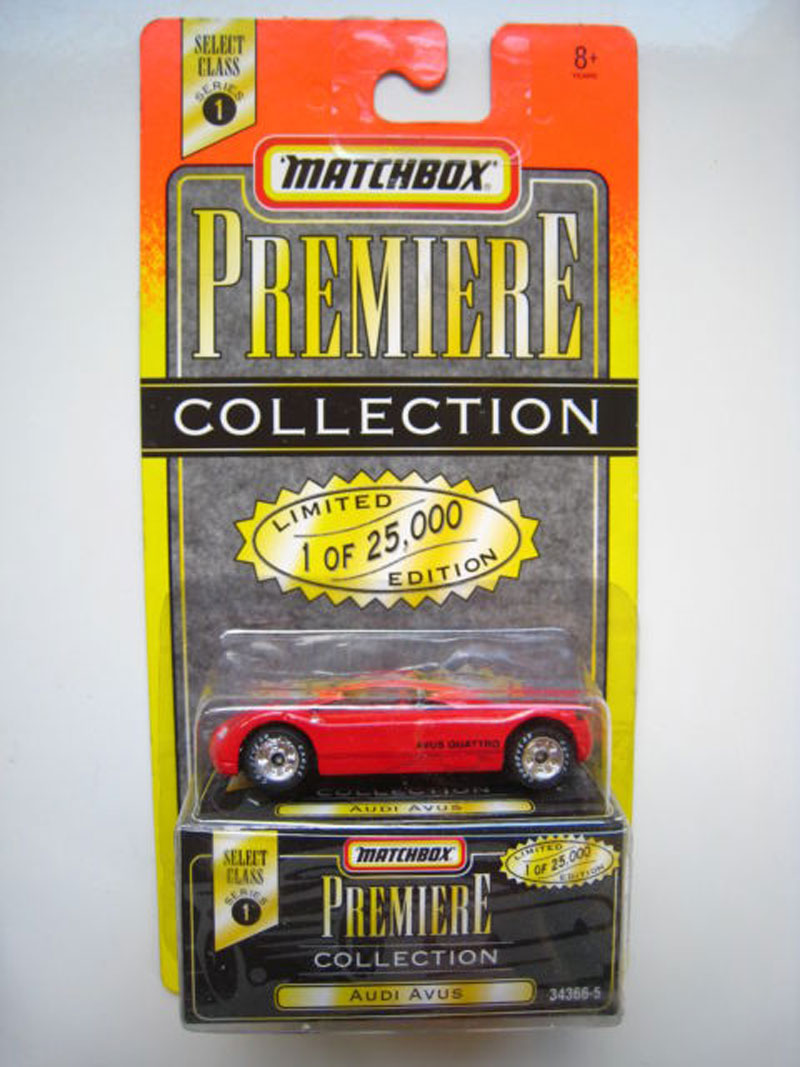 SELECT
CLASS
SERIES
1
8+
YEARS
MATCHBOX®
PREMIERE
COLLECTION
LIMITED
1 OF 25,000
EDITION
AVUS QUATTRO
COLLECTION
AUDI AVUS
SELECT
CLASS
SERIES
1
MATCHBOX
LIMITED
1 OF 25,000
EDITION
PREMIERE
COLLECTION
AUDI AVUS
34366-5